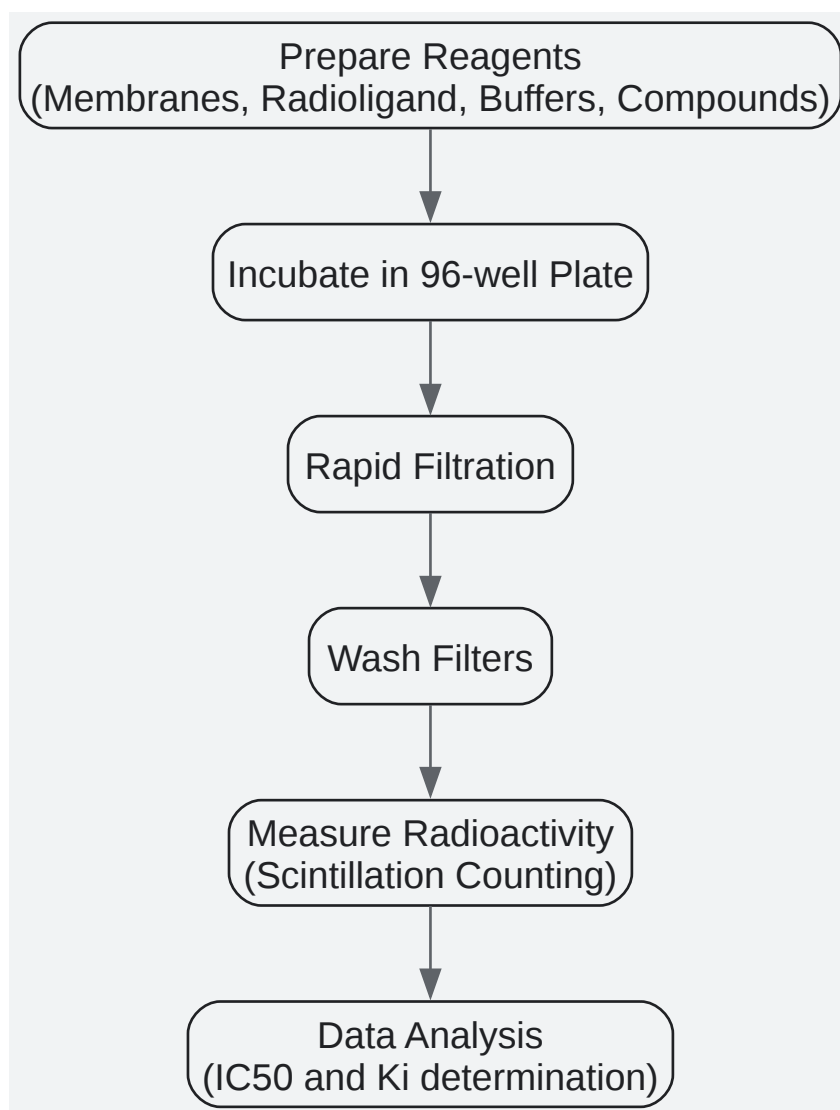 Prepare Reagents
(Membranes, Radioligand, Buffers, Compounds)
Incubate in 96-well Plate
Rapid Filtration
Wash Filters
Measure Radioactivity
(Scintillation Counting)
Data Analysis
(IC50 and Ki determination)